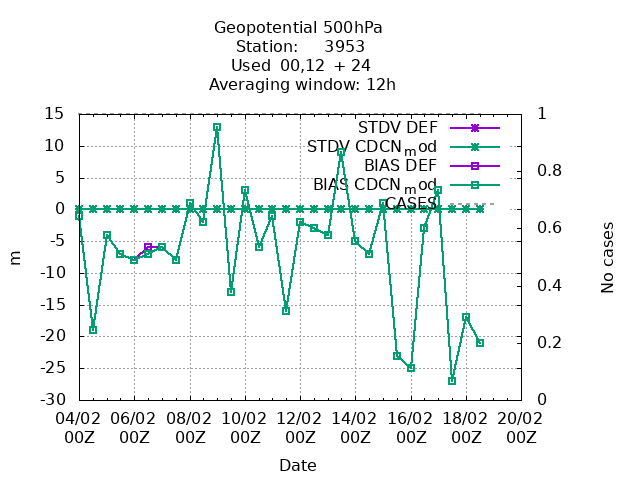 Geopotential 500hPa
Station: 3953
Used 00,12 + 24
Averaging window: 12h
STDV DEF
STDV CDCN_mod
BIAS DEF
BIAS CDCN_mod
CASES
15
10
5
0
-5
-10
-15
-20
-25
-30
m
1
0.8
0.6
0.4
0.2
0
No cases
04/02 06/02 08/02 10/02 12/02 14/02 16/02 18/02 20/02
00Z 00Z 00Z 00Z 00Z 00Z 00Z 00Z 00Z
Date